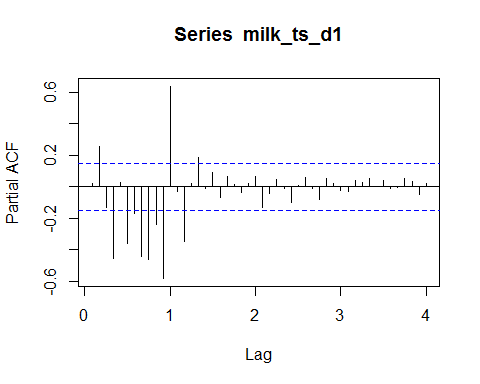 Series milk_ts_d1
Partial ACF
0.6
0.2
-0.2
-0.6
0 1 2 3 4
Lag